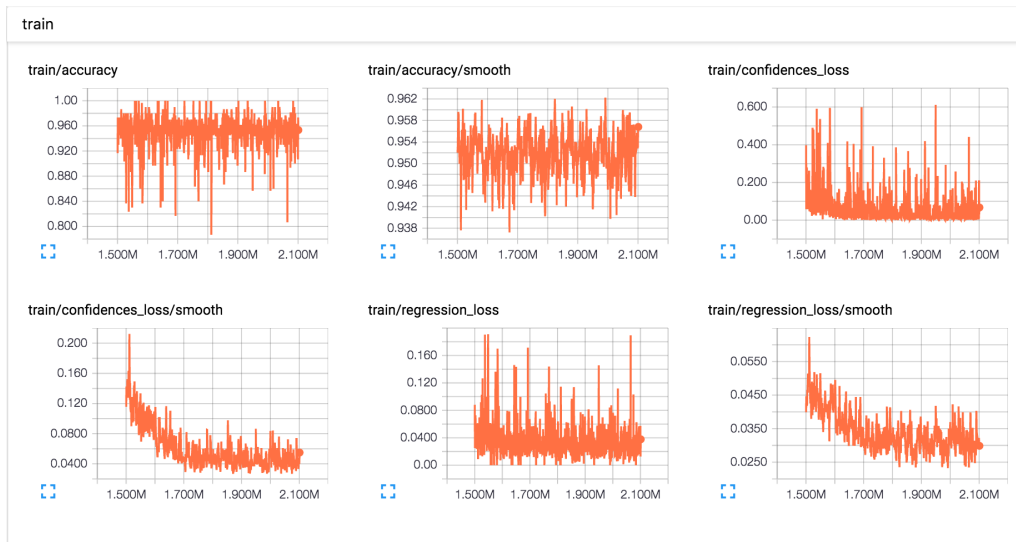 train
train/accuracy
1.00
0.960
0.920
0.880
0.840
0.800
1.500M 1.700M 1.900M 2.100M
train/accuracy/smooth
0.962
0.958
0.954
0.950
0.946
0.942
0.938
1.500M 1.700M 1.900M 2.100M
train/confidences_loss
0.600
0.400
0.200
0.00
1.500M 1.700M 1.900M 2.100M
train/confidences_loss/smooth
0.200
0.160
0.120
0.0800
0.0400
1.500M 1.700M 1.900M 2.100M
train/regression_loss
0.160
0.120
0.0800
0.0400
0.00
1.500M 1.700M 1.900M 2.100M
train/regression_loss/smooth
0.0550
0.0450
0.0350
0.0250
1.500M 1.700M 1.900M 2.100M